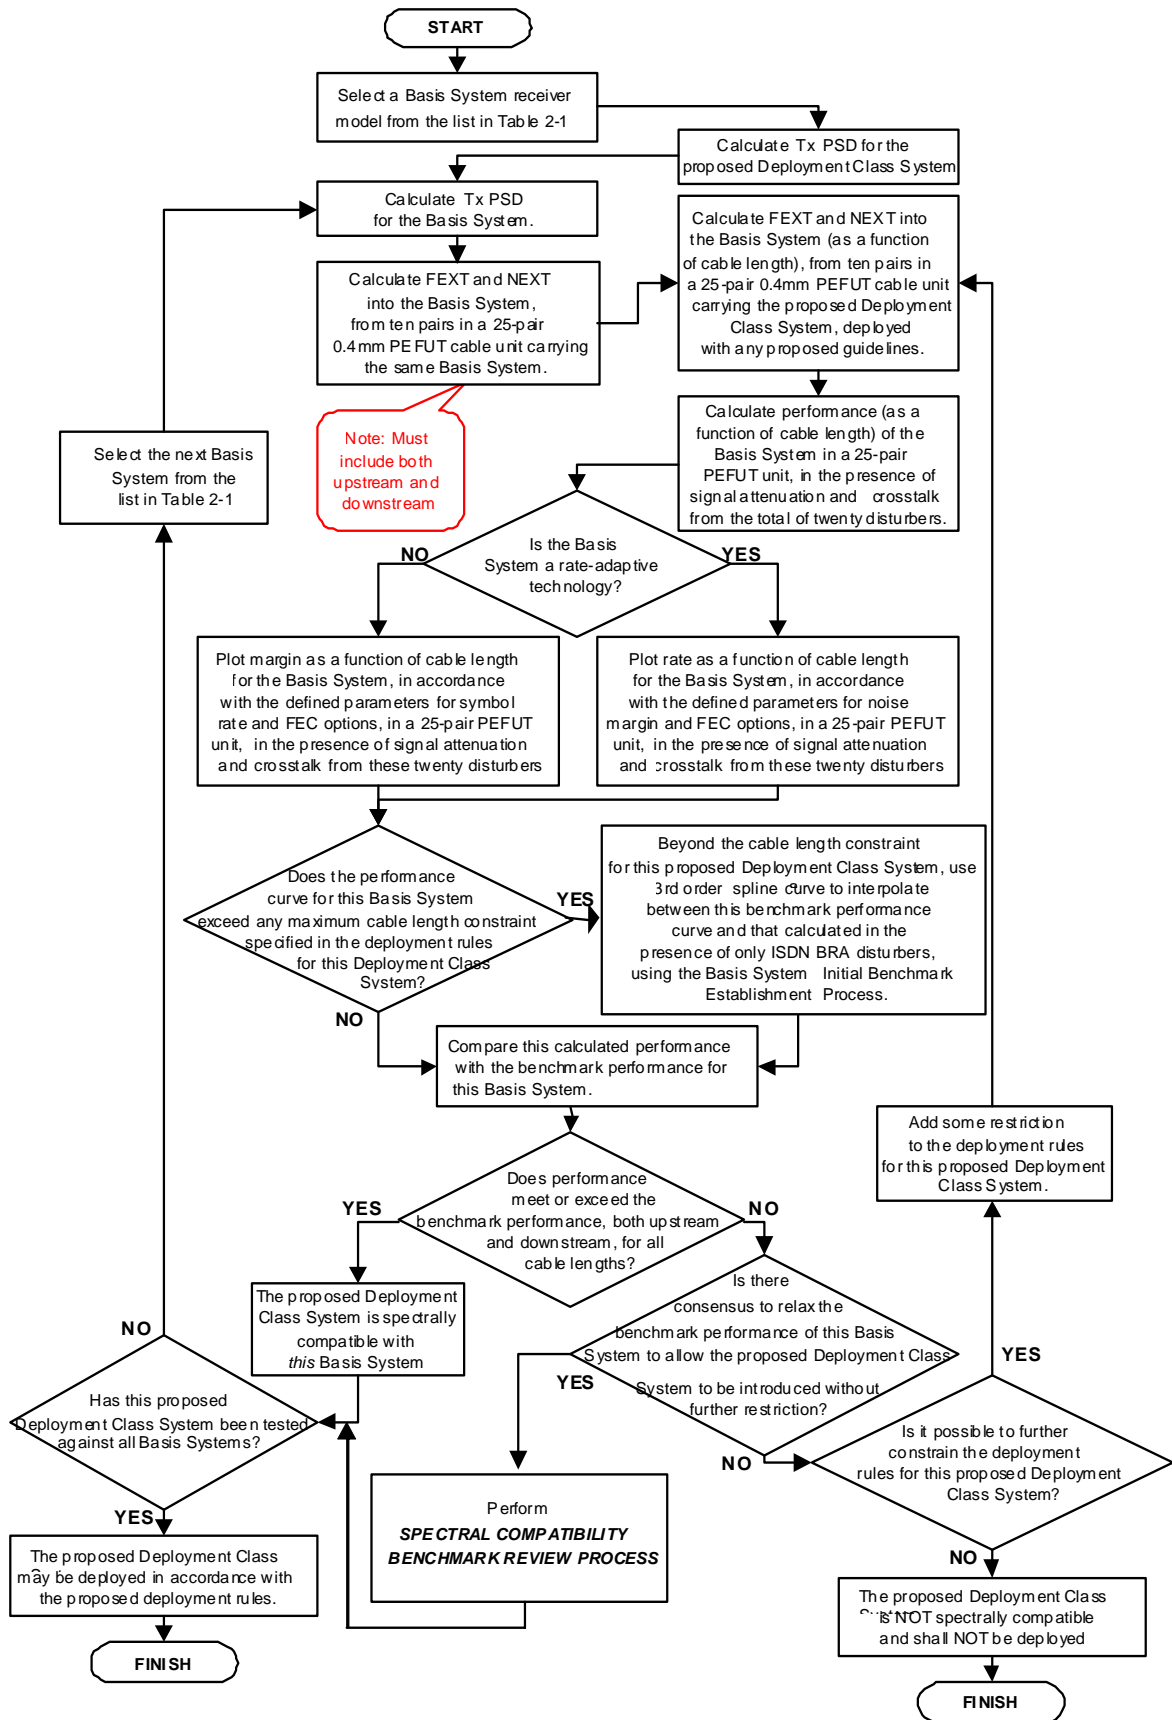 START
Select a Basis System receiver
model from the list in Table 2-1
Calculate Tx PSD for the
proposed Deployment Class System
Calculate Tx PSD
for the Basis System.
Calculate FEXT and NEXT into
the Basis System (as a function
of cable length), from ten pairs in
a 25-pair 0.4mm PEFUT cable unit
carrying the proposed Deployment
Class System, deployed
with any proposed guidelines.
Calculate FEXT and NEXT
into the Basis System,
from ten pairs in a 25-pair
0.4mm PEFUT cable unit carrying
the same Basis System.
Note: Must
include both
upstream and
downstream
Calculate performance (as a
function of cable length) of the
Basis System in a 25-pair
PEFUT unit, in the presence of
signal attenuation and crosstalk
from the total of twenty disturbers.
Select the next Basis
System from the
list in Table 2-1
NO
Is the Basis
System a rate-adaptive
technology?
YES
Plot margin as a function of cable length
for the Basis System, in accordance
with the defined parameters for symbol
rate and FEC options, in a 25-pair PEFUT
unit, in the presence of signal attenuation
and crosstalk from these twenty disturbers
Plot rate as a function of cable length
for the Basis System, in accordance
with the defined parameters for noise
margin and FEC options, in a 25-pair PEFUT
unit, in the presence of signal attenuation
and crosstalk from these twenty disturbers
Does the performance
curve for this Basis System
exceed any maximum cable length constraint
specified in the deployment rules
for this Deployment Class
System?
YES
NO
Beyond the cable length constraint
for this proposed Deployment Class System, use
3rd order spline curve to interpolate
between this benchmark performance
curve and that calculated in the
presence of only ISDN BRA disturbers,
using the Basis System Initial Benchmark
Establishment Process.
Compare this calculated performance
with the benchmark performance for
this Basis System.
Add some restriction
to the deployment rules
for this proposed Deployment
Class System.
Does performance
meet or exceed the
benchmark performance, both upstream
and downstream, for all
cable lengths?
YES
NO
The proposed Deployment
Class System is spectrally
compatible with
this Basis System
Is there
consensus to relax the
benchmark performance of this Basis
System to allow the proposed Deployment Class
System to be introduced without
further restriction?
YES
NO
NO
Has this proposed
Deployment Class System been tested
against all Basis Systems?
YES
YES
Is it possible to further
constrain the deployment
rules for this proposed Deployment
Class System?
NO
Perform
SPECTRAL COMPATIBILITY
BENCHMARK REVIEW PROCESS
The proposed Deployment Class
may be deployed in accordance with
the proposed deployment rules.
FINISH
The proposed Deployment Class
is NOT spectrally compatible
and shall NOT be deployed
FINISH